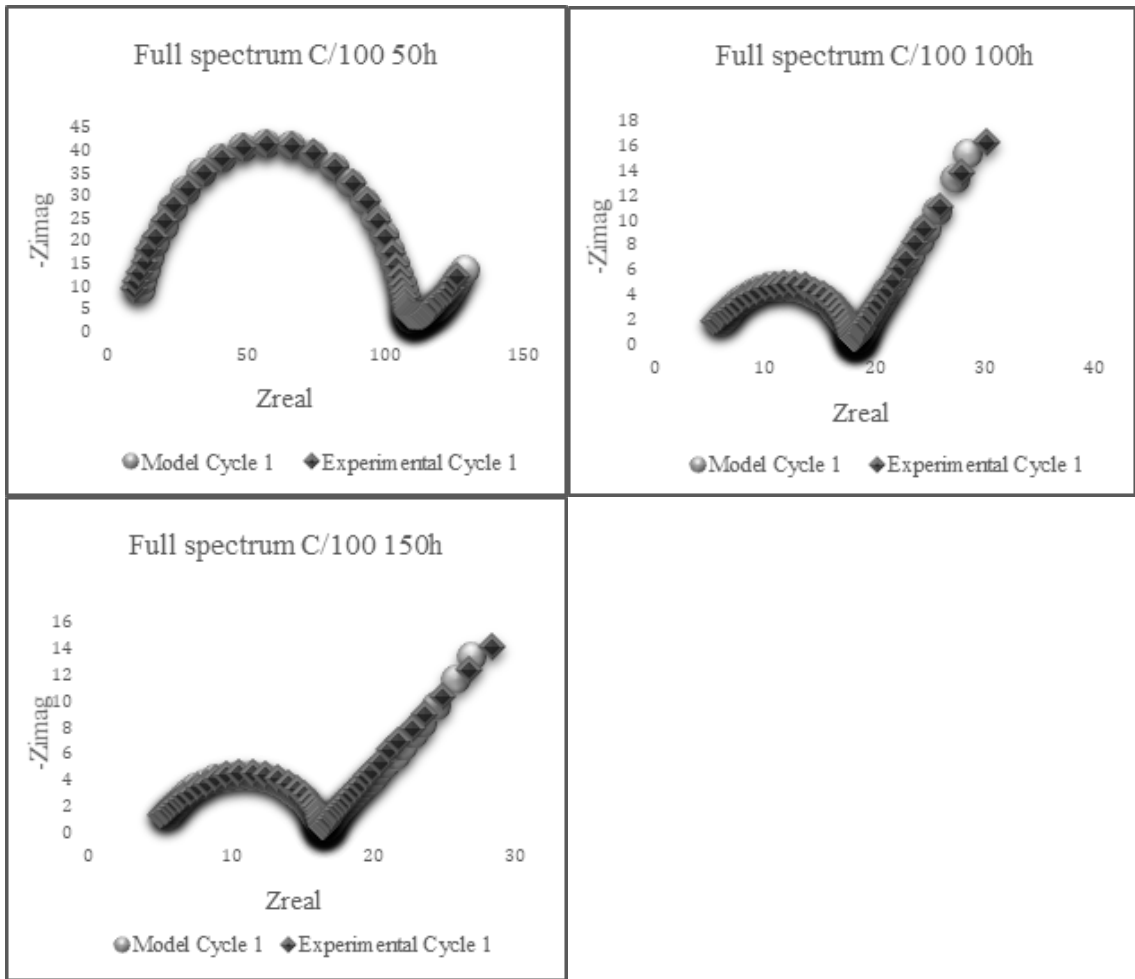 Full spectrum C/100 50h
45
40
35
30
25
20
15
10
5
0
-Zimag
0 50 100 150
Zreal
Model Cycle 1 Experimental Cycle 1
Full spectrum C/100 100h
18
16
14
12
10
8
6
4
2
0
-Zimag
0 10 20 30 40
Zreal
Model Cycle 1 Experimental Cycle 1
Full spectrum C/100 150h
16
14
12
10
8
6
4
2
0
-Zimag
0 10 20 30
Zreal
Model Cycle 1 Experimental Cycle 1